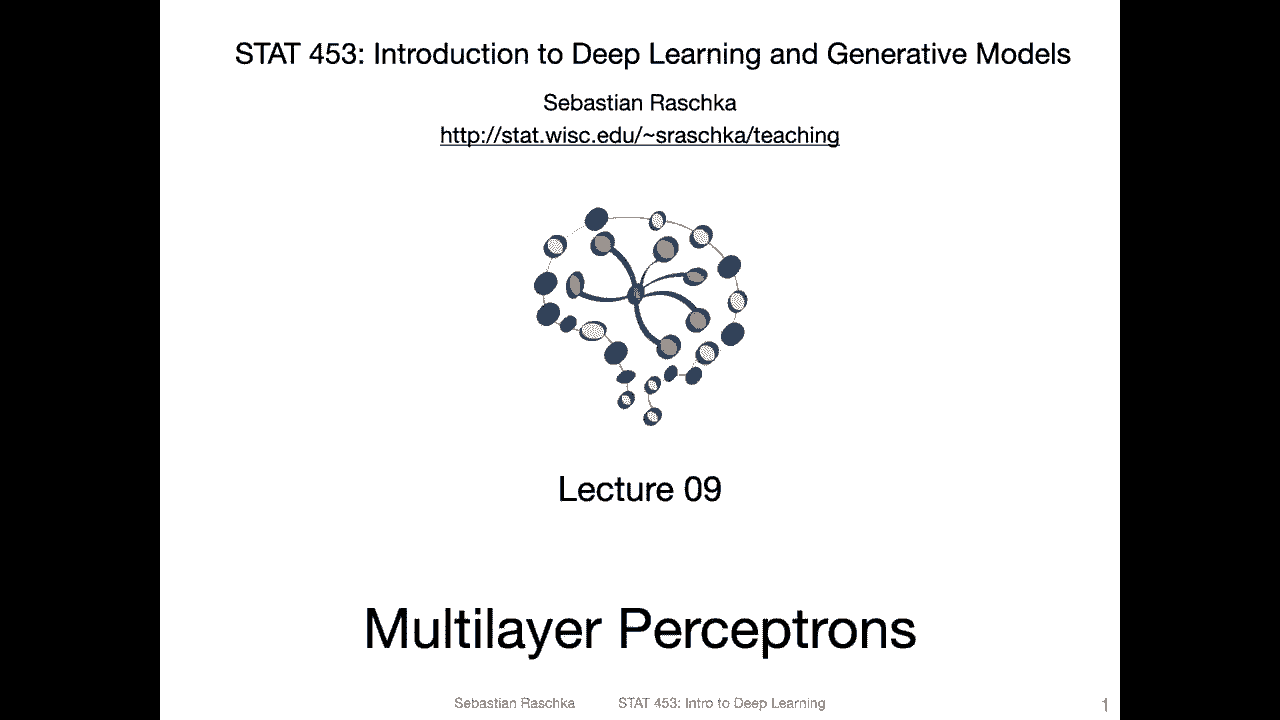 STAT 453: Introduction to Deep Learning and Generative Models
Sebastian Raschka
http://stat.wisc.edu/~sraschka/teaching
Lecture 09
Multilayer Perceptrons
Sebastian Raschka STAT 453: Intro to Deep Learning 1